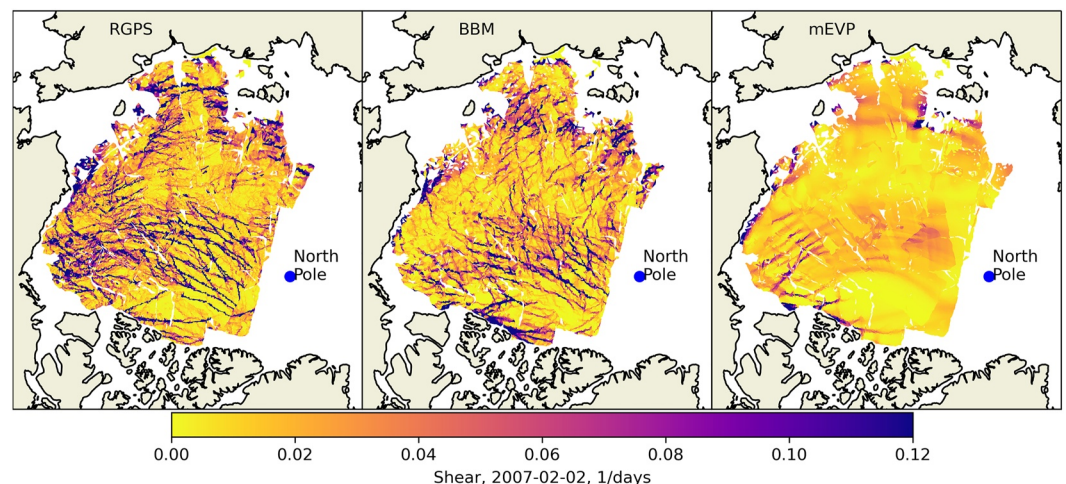 RGPS
BBM
mEVP
North
Pole
North
Pole
North
Pole
0.00
0.02
0.04
0.06
0.08
0.10
0.12
Shear, 2007-02-02, 1/days